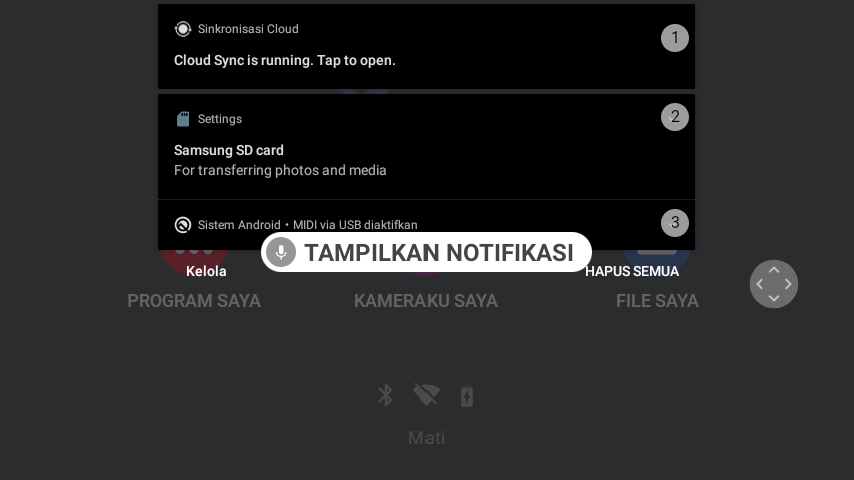 Sinkronisasi Cloud
1
Cloud Sync is running. Tap to open.
Settings
2
Samsung SD card
For transferring photos and media
Sistem Android • MIDI via USB diaktifkan
3
TAMPILKAN NOTIFIKASI
Kelola
HAPUS SEMUA
PROGRAM SAYA
KAMERAKU SAYA
FILE SAYA
Mati